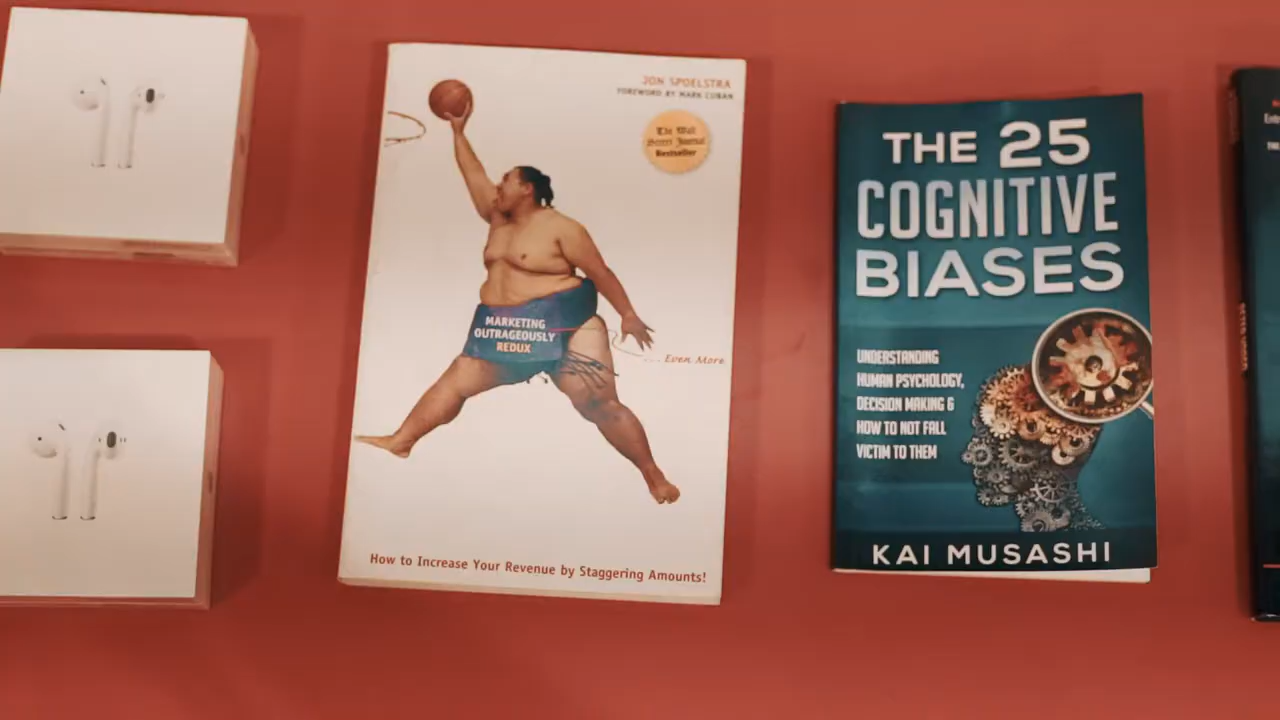 JON SPOELSTRA
FOREWORD BY MARK CUBAN
The Wall
Street Journal
Bestseller
MARKETING
OUTRAGEOUSLY
REDUX
... Even More
How to Increase Your Revenue by Staggering Amounts!
THE 25
COGNITIVE
BIASES
UNDERSTANDING
HUMAN PSYCHOLOGY,
DECISION MAKING &
HOW TO NOT FALL
VICTIM TO THEM
KAI MUSASHI